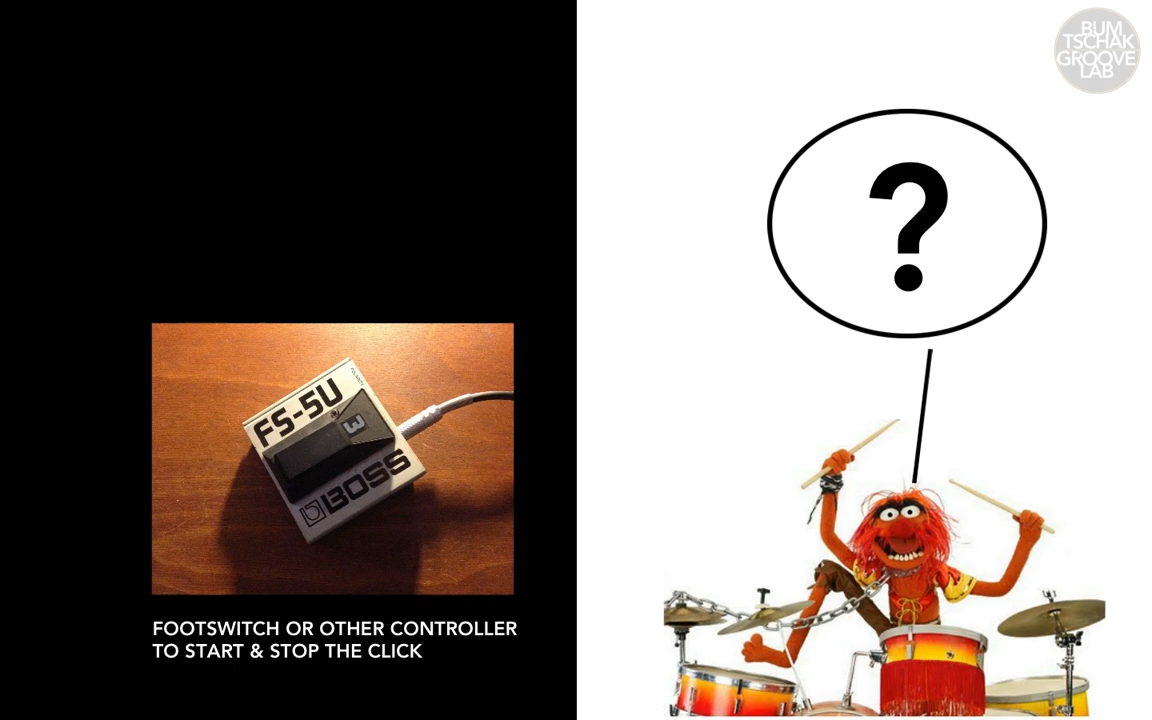 FS-5U
BOSS
FOOTSWITCH OR OTHER CONTROLLER
TO START & STOP THE CLICK
BUM
TSCHAK
GROOVE
LAB
?